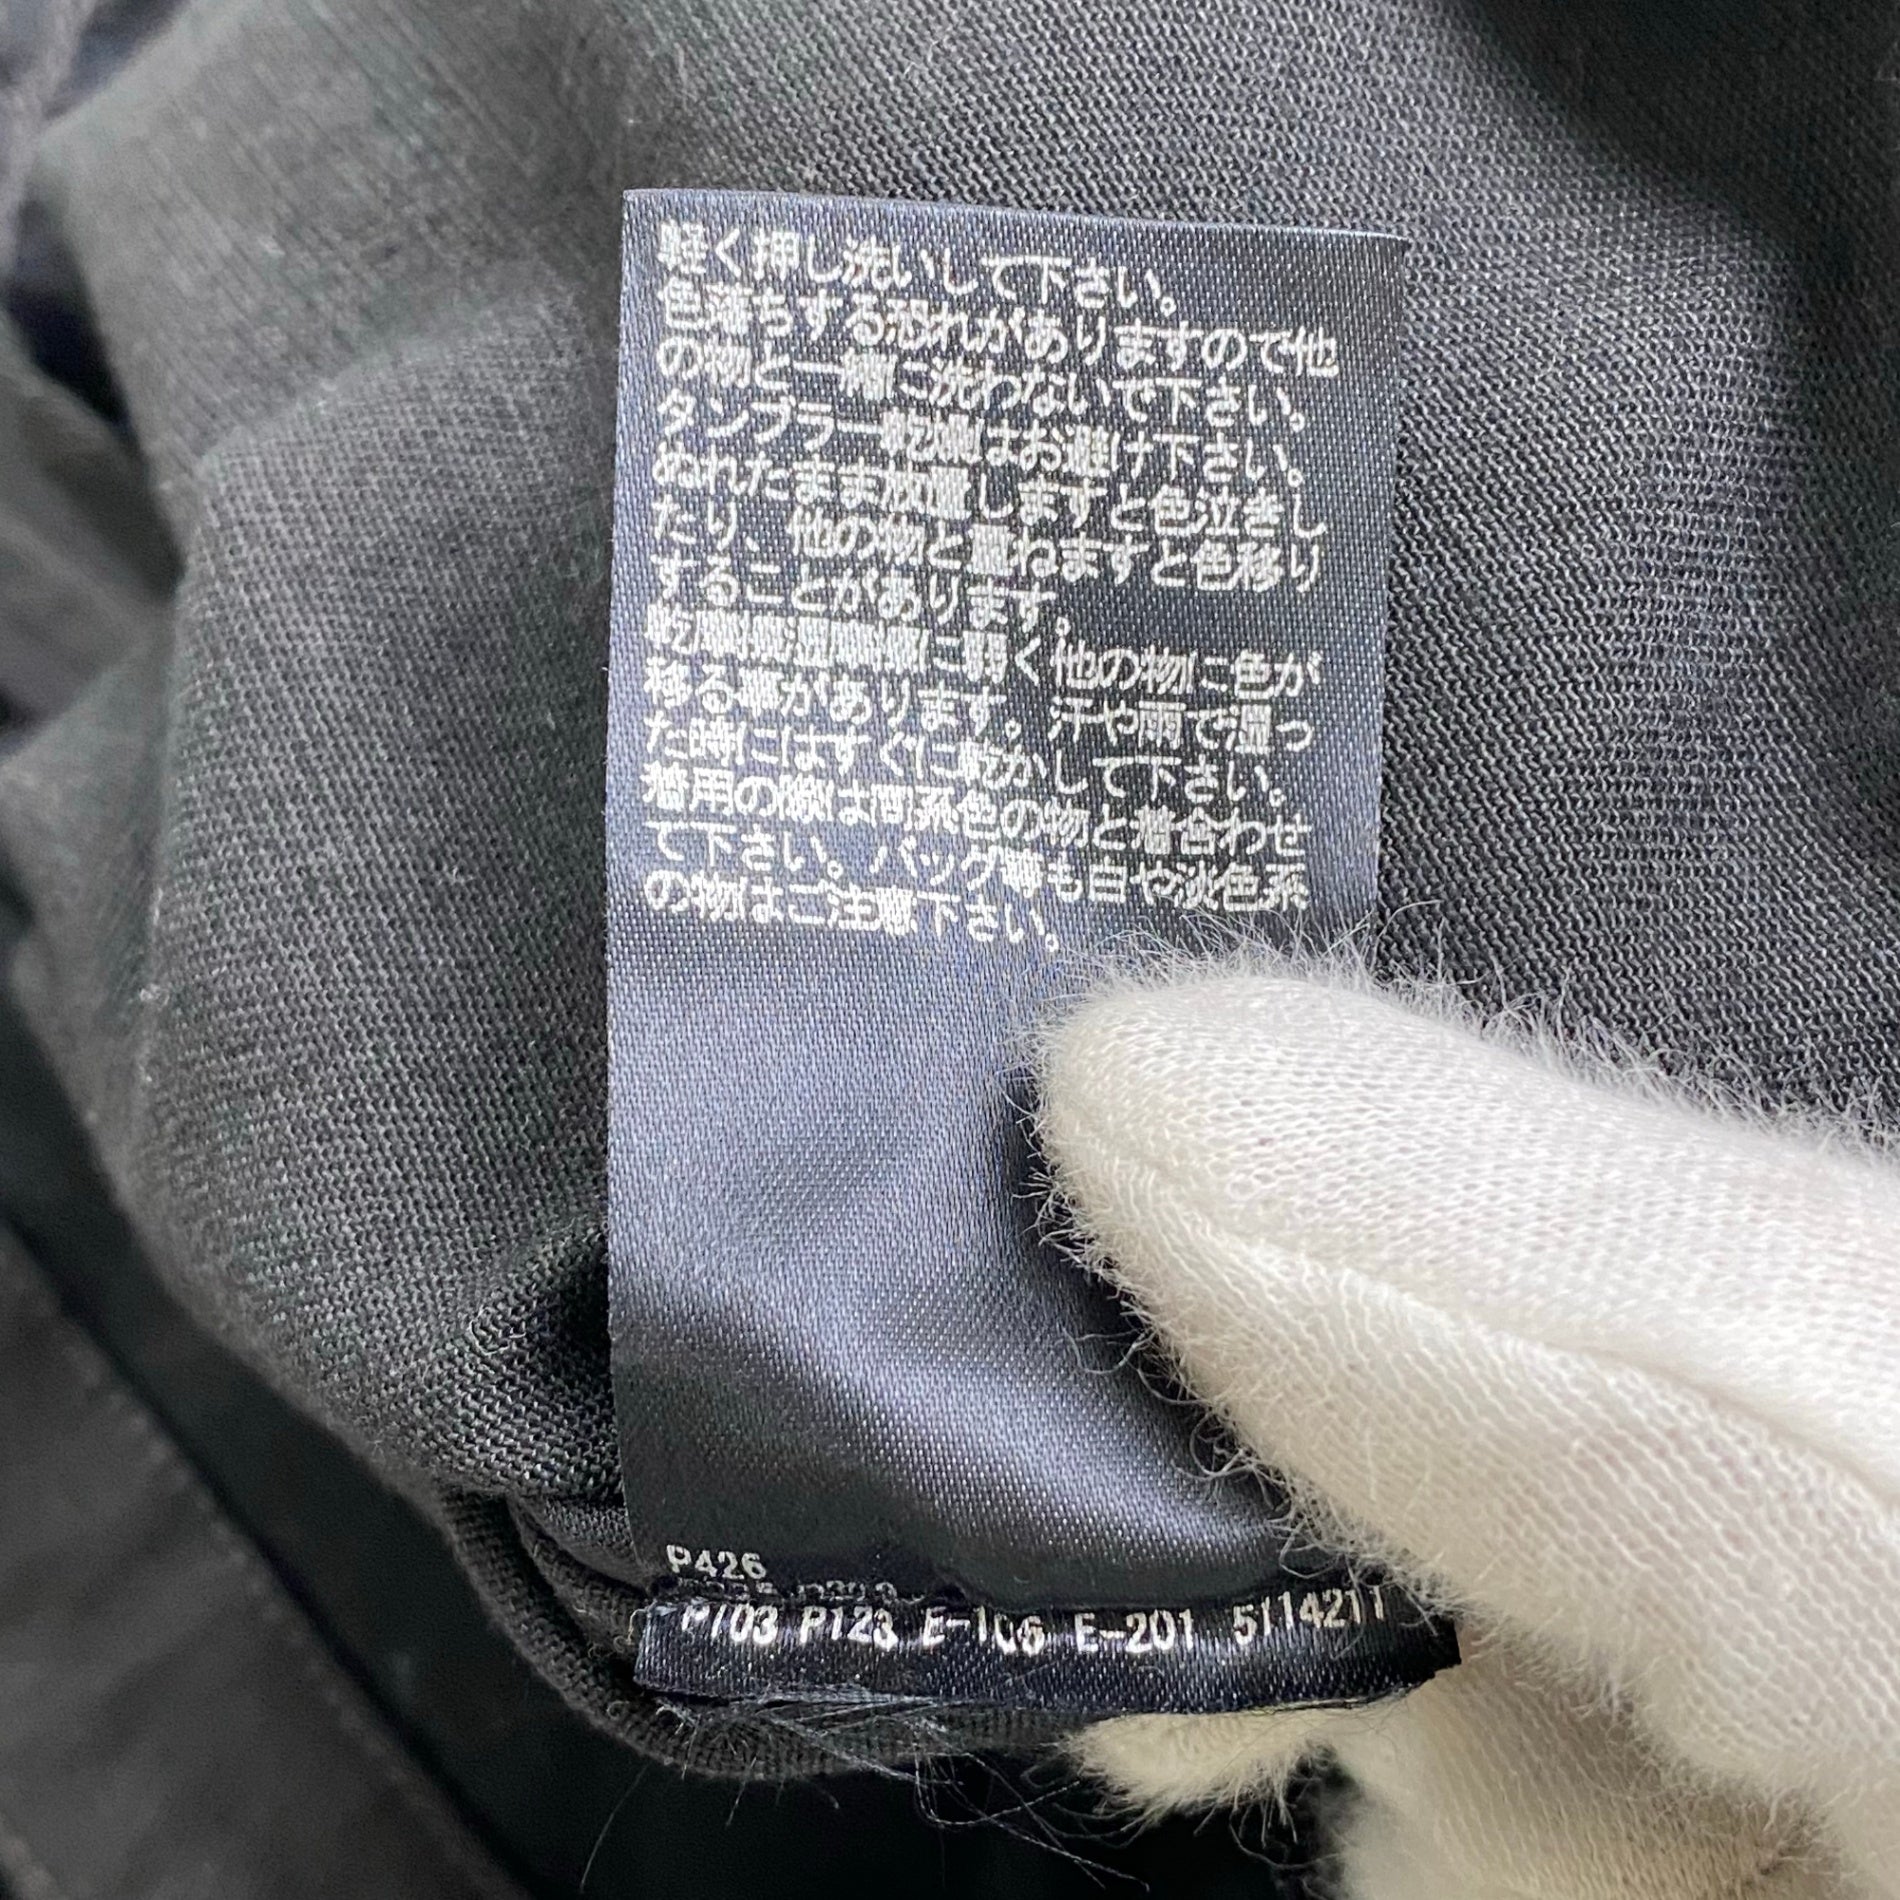 軽く押し洗いして下さい。
色落ちする恐れがありますので他
の物と一緒に洗わないで下さい。
タンブラー乾燥はお避け下さい。
ぬれたまま放置しますと色泣きし
たり、他の物と重ねますと色移り
することがあります。
乾燥摩擦湿潤摩擦に弱く他の物に色が
移る事があります。汗や雨で湿っ
た時にはすぐに乾かして下さい。
着用の際は同系色の物と着合わせ
て下さい。バッグ等も白や淡色系
の物はご注意下さい。
P426
P103 P123 E-106 E-201 5114211